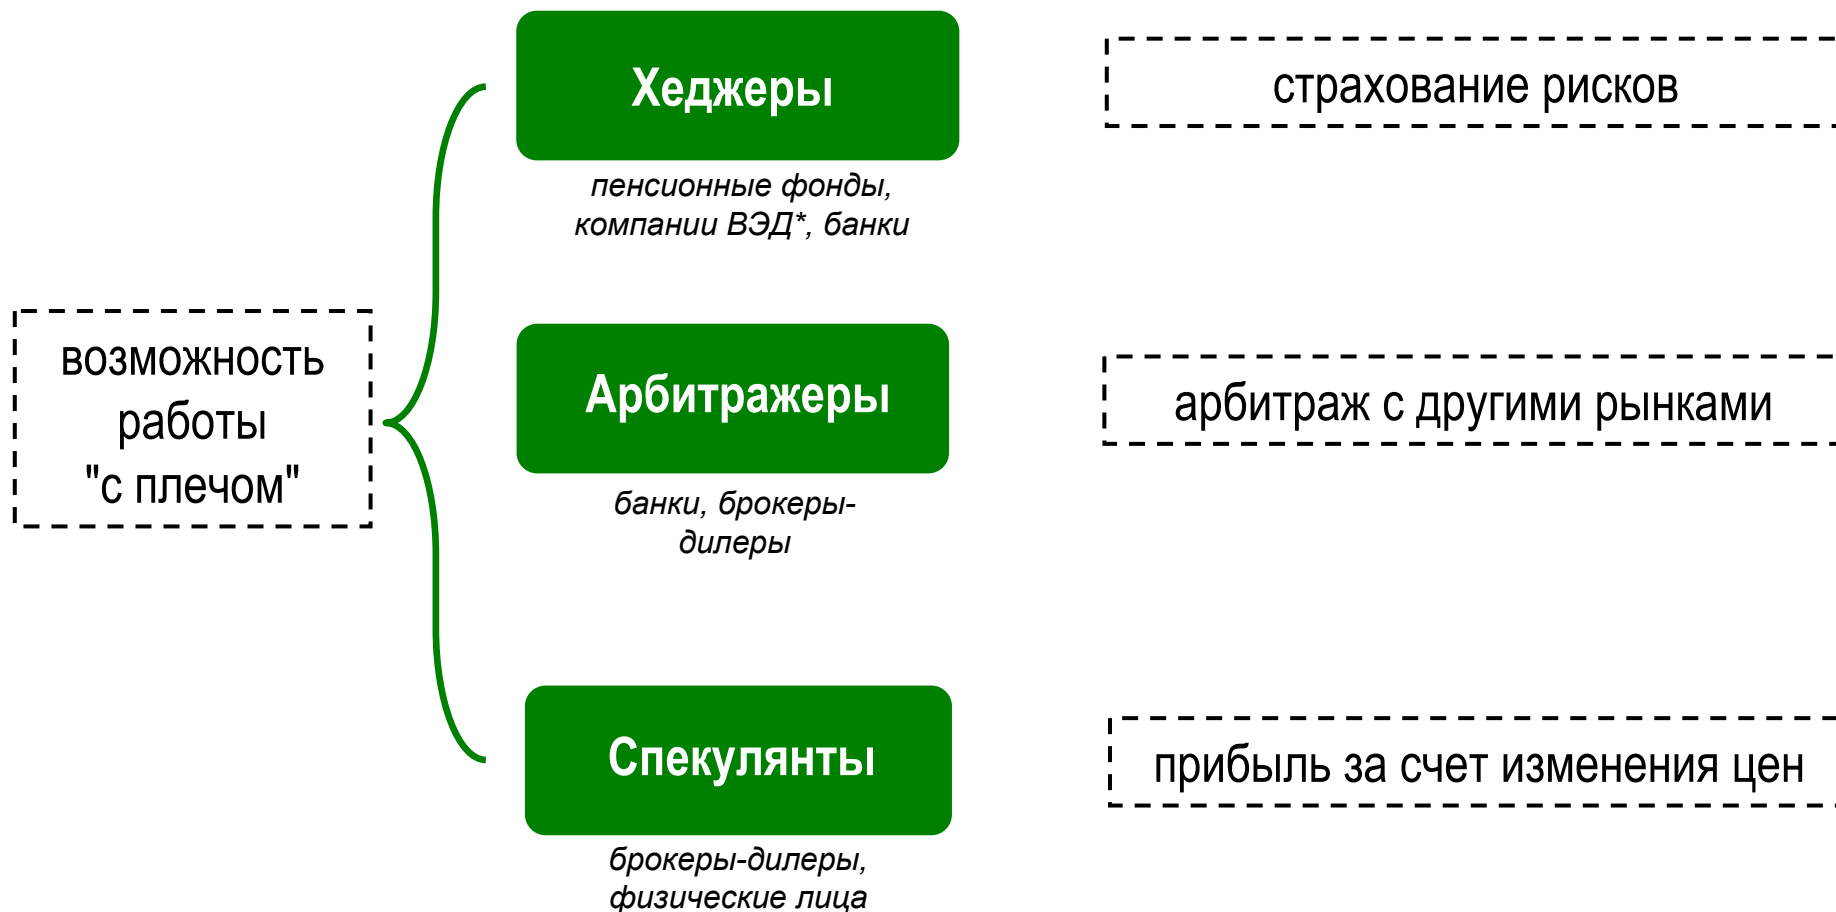 Хеджеры
страхование рисков
пенсионные фонды,
компании ВЭД*, банки
возможность
работы
"с плечом"
Арбитражеры
арбитраж с другими рынками
банки, брокеры-
дилеры
Спекулянты
прибыль за счет изменения цен
брокеры-дилеры,
физические лица